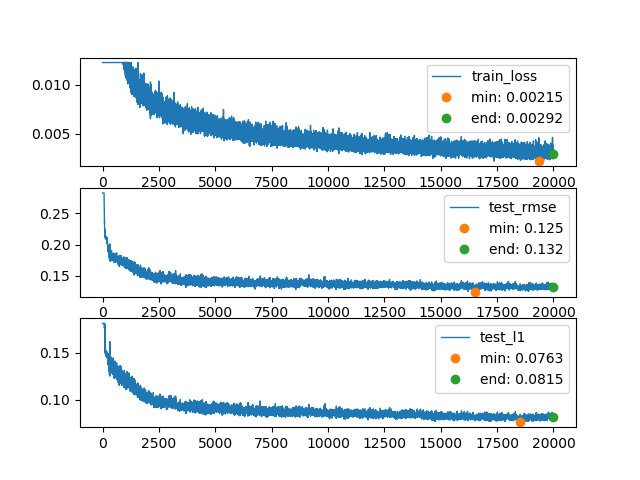 0.010
0.005
train_loss
min: 0.00215
end: 0.00292
0 2500 5000 7500 10000 12500 15000 17500 20000
0.25
0.20
0.15
test_rmse
min: 0.125
end: 0.132
0 2500 5000 7500 10000 12500 15000 17500 20000
0.15
0.10
test_l1
min: 0.0763
end: 0.0815
0 2500 5000 7500 10000 12500 15000 17500 20000